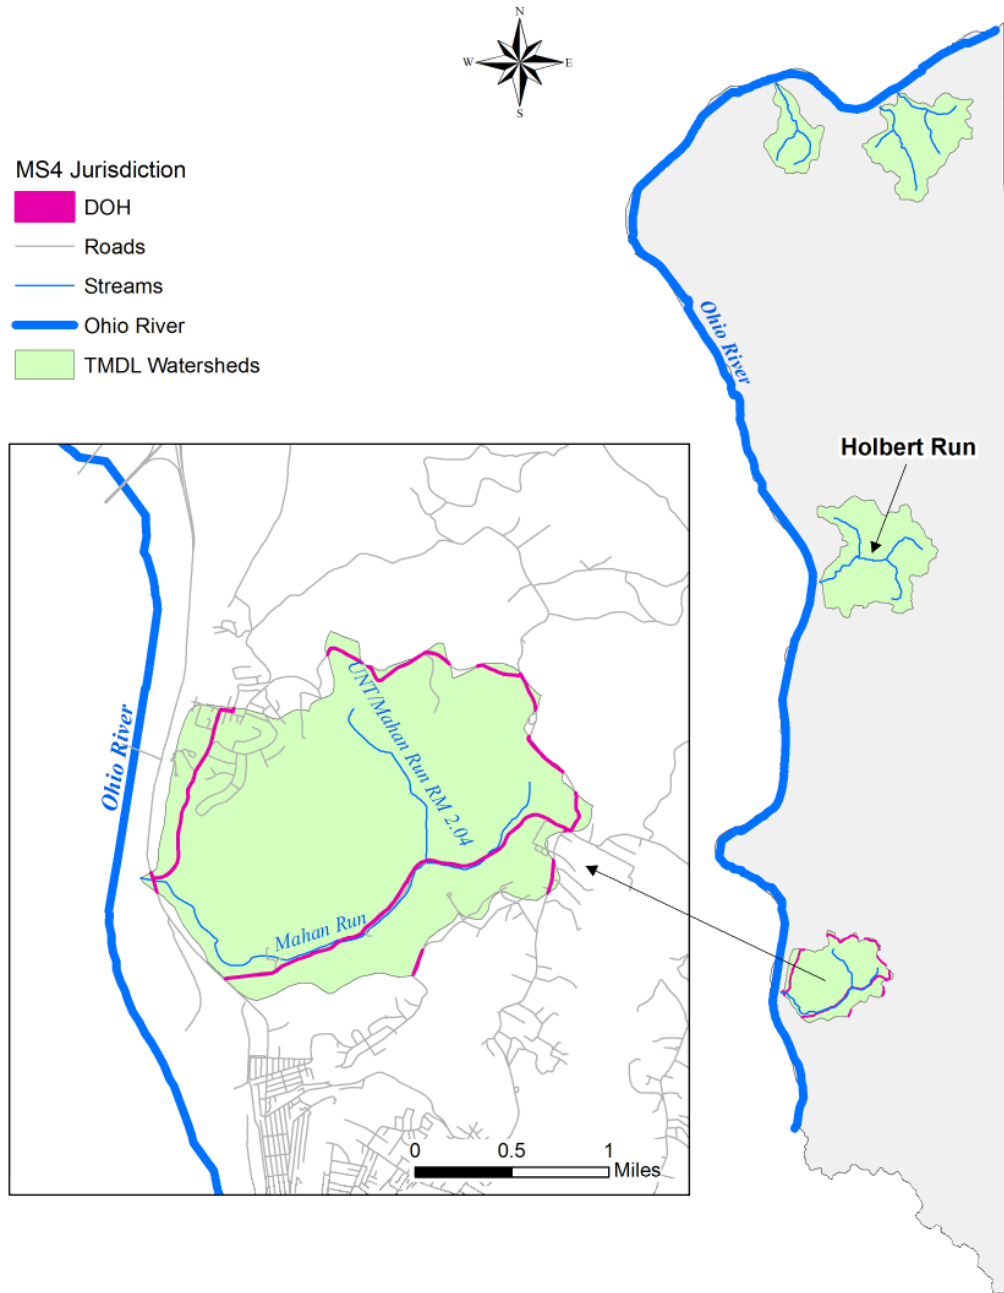 N
W E
S
MS4 Jurisdiction
DOH
Roads
Streams
Ohio River
TMDL Watersheds
Ohio River
Holbert Run
Ohio River
UNT/Mahan Run RM 2.04
Mahan Run
0 0.5 1
Miles